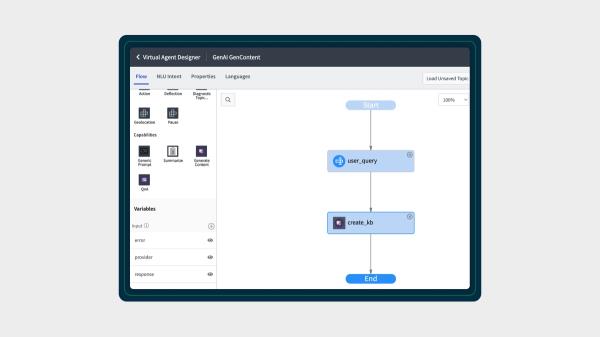 Virtual Agent Designer
GenAI GenContent
Flow
NLU Intent
Properties
Languages
Load Unsaved Topic
Action
Deflection
Diagnostic Topic...
100%
Geolocation
Pause
Capabilities
Generic Prompt
Summarize
Generate Content
QnA
Variables
Input
error
provider
response
Start
user_query
create_kb
End